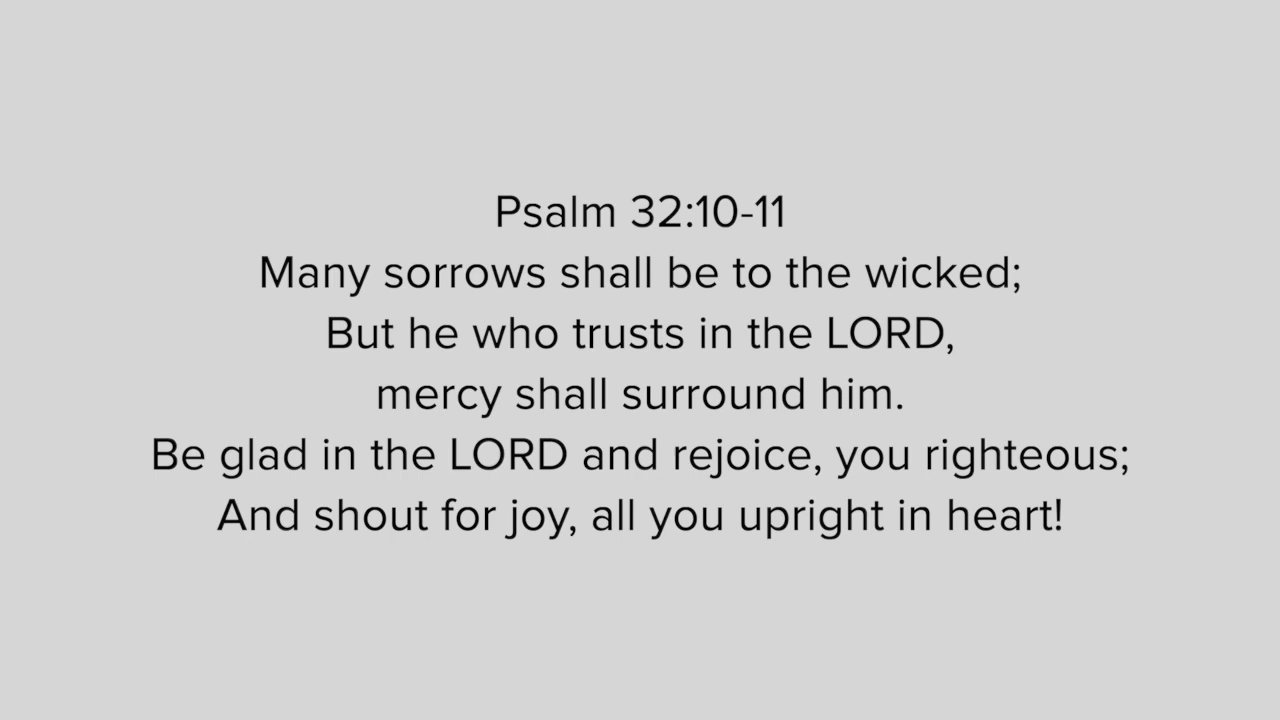 Psalm 32:10-11
Many sorrows shall be to the wicked;
But he who trusts in the LORD,
mercy shall surround him.
Be glad in the LORD and rejoice, you righteous;
And shout for joy, all you upright in heart!